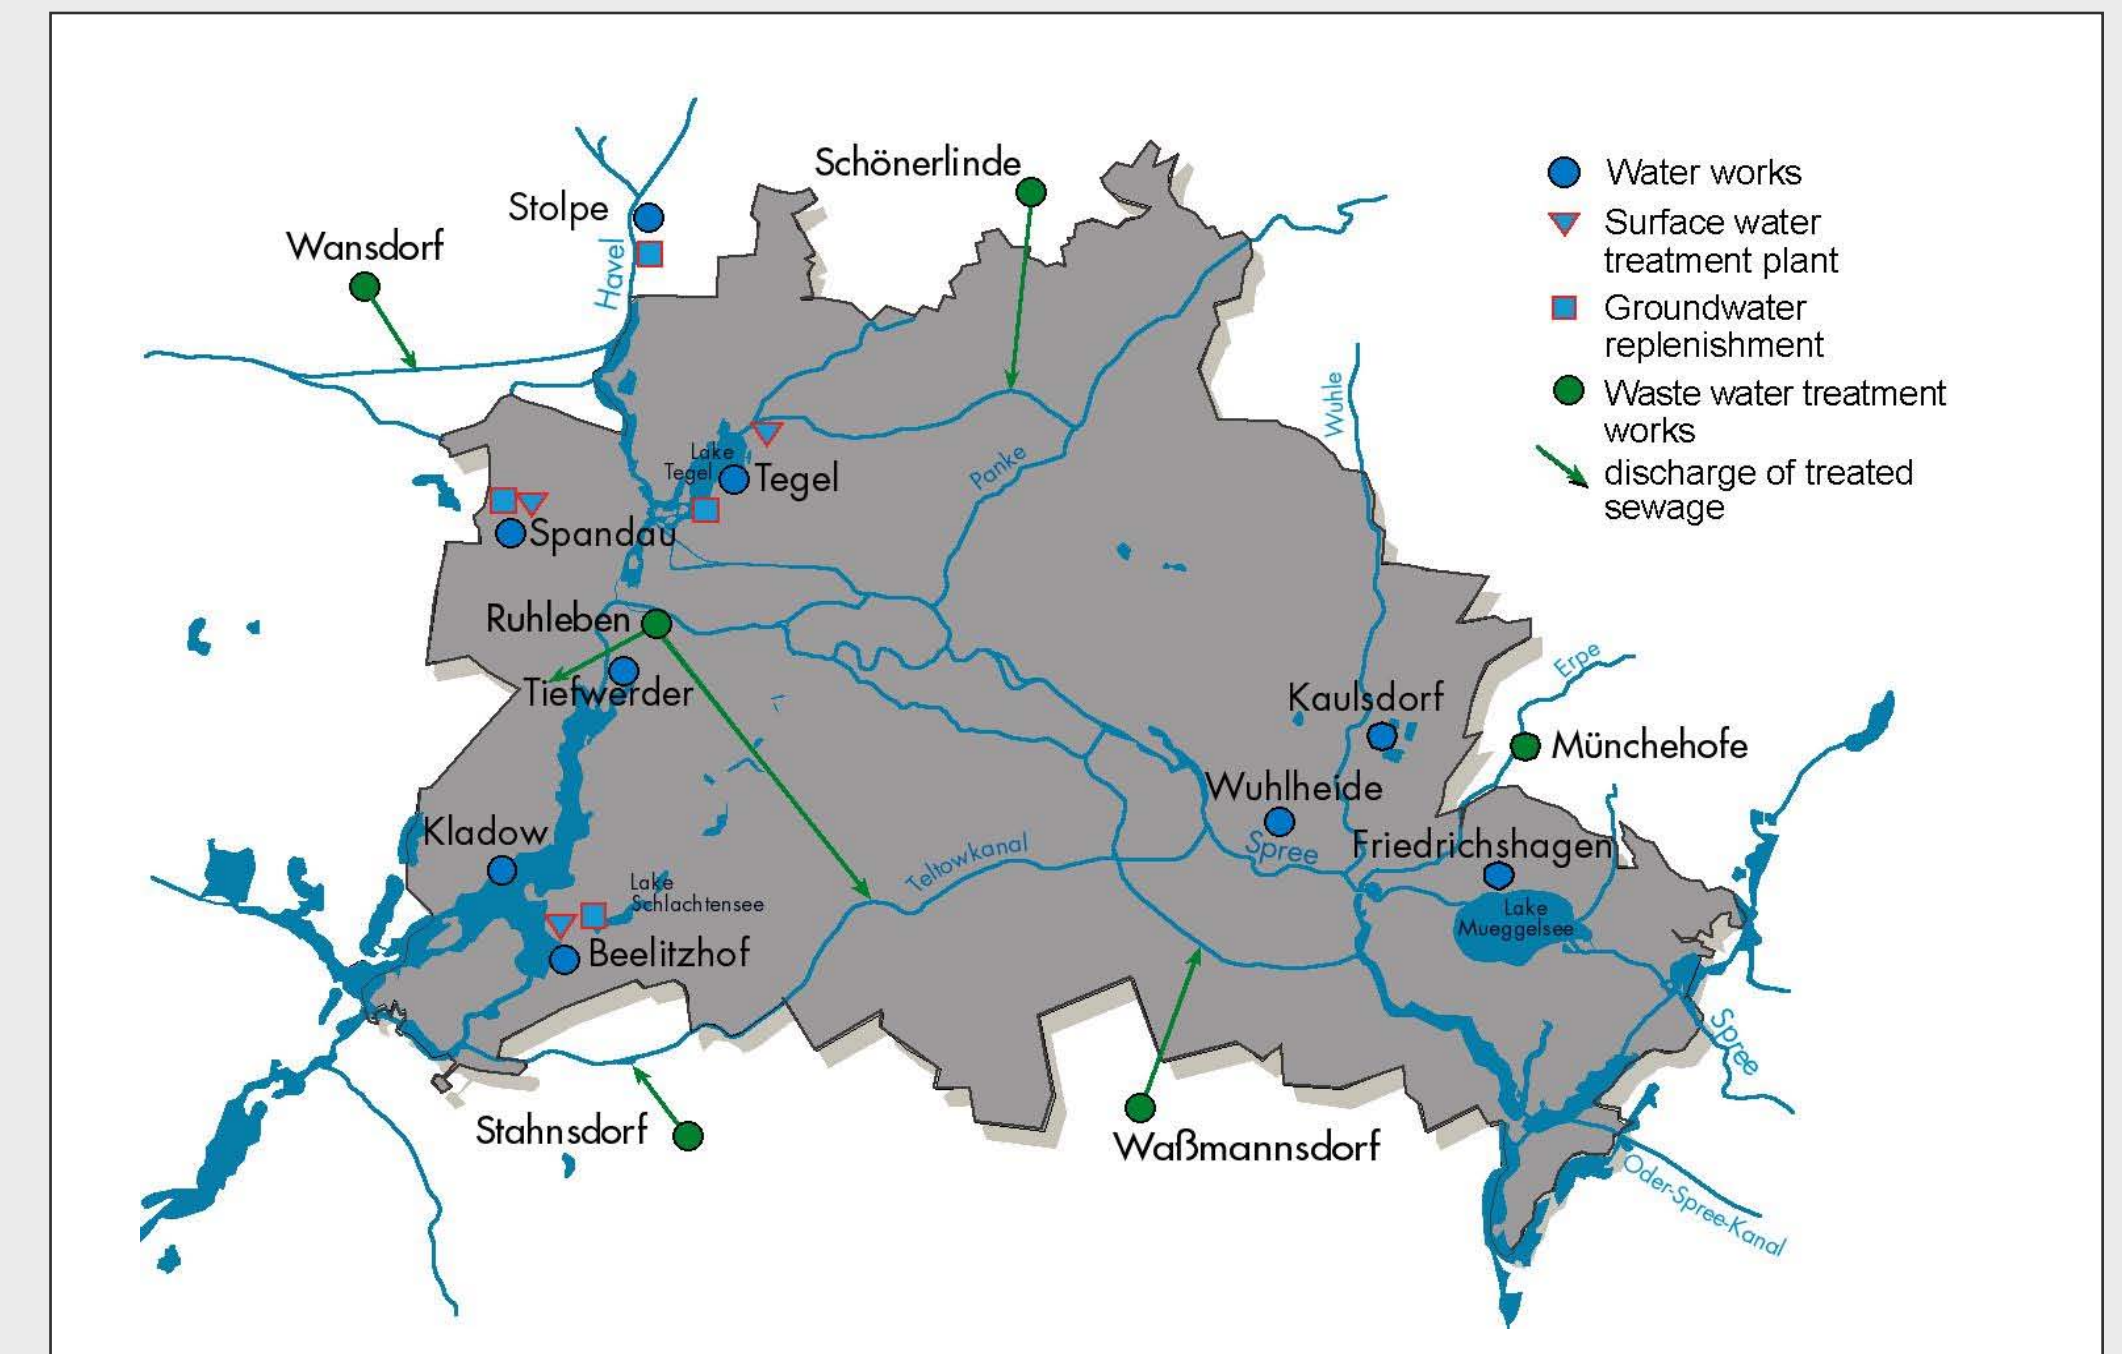 Schönerlinde
Stolpe
Wansdorf
Havel
Water works
Surface water
treatment plant
Groundwater
replenishment
Waste water treatment
works
discharge of treated
sewage
Wuhle
Lake
Tegel
Tegel
Panke
Spandau
Ruhleben
Tiefwerder
Erpe
Kaulsdorf
Münchehofe
Wuhlheide
Kladow
Teltowkanal
Spree
Friedrichshagen
Lake
Schlachtensee
Lake
Mueggelsee
Beelitzhof
Spree
Stahnsdorf
Waßmannsdorf
Oder-Spree-Kanal